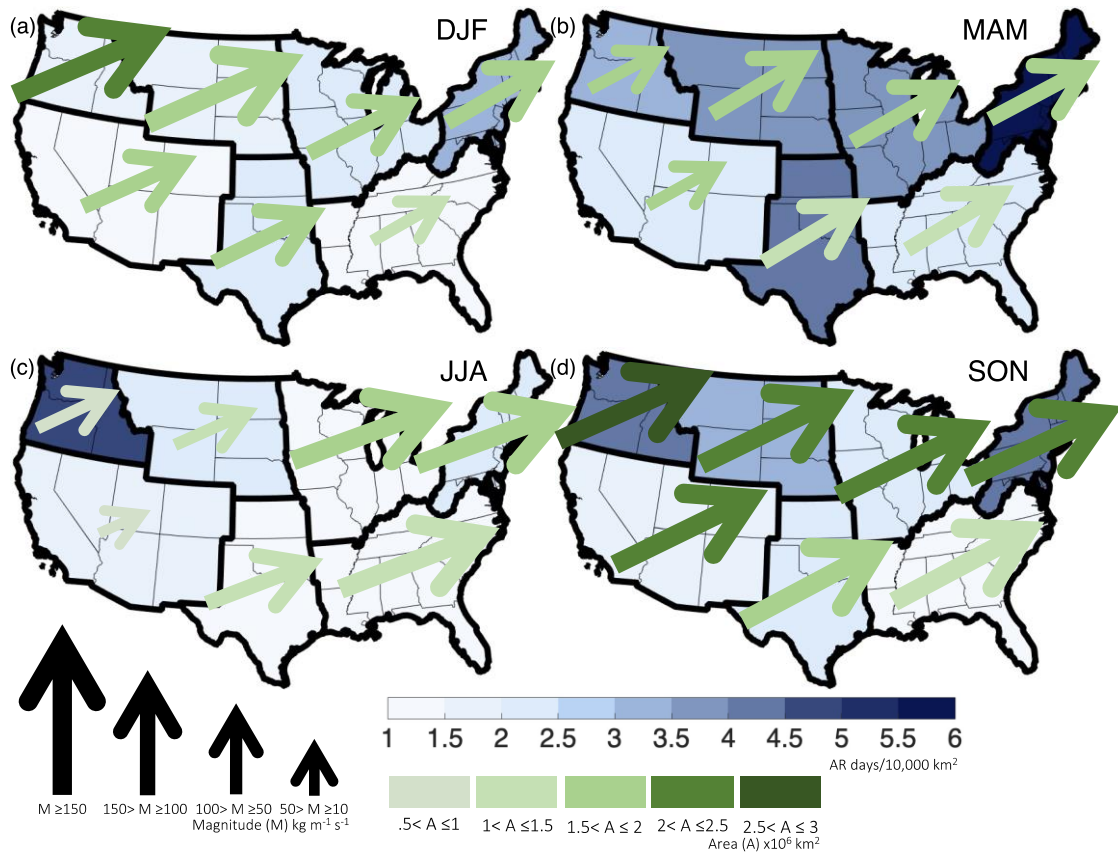 (a) DJF
(b) MAM
(c) JJA
(d) SON
1 1.5 2 2.5 3 3.5 4 4.5 5 5.5 6
AR days/10,000 km²
M ≥150 150> M ≥100 100> M ≥50 50> M ≥10
Magnitude (M) kg m⁻¹ s⁻¹
.5< A ≤1 1< A ≤1.5 1.5< A ≤ 2 2< A ≤2.5 2.5< A ≤ 3
Area (A) x10⁶ km²